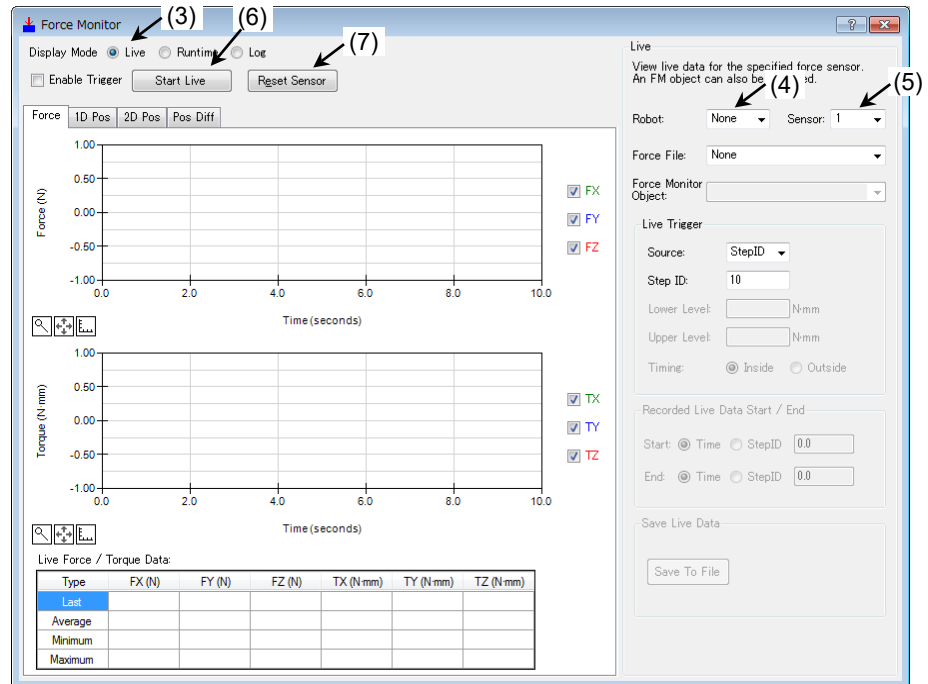 (3)
(6)
Force Monitor
?
(7)
Display Mode Live Runtime Log
Enable Trigger Start Live Reset Sensor
Force 1D Pos 2D Pos Pos Diff
1.00
0.50
Force (N)
0.00
-0.50
-1.00
0.0 2.0 4.0 6.0 8.0 10.0
Time (seconds)
FX
FY
FZ
1.00
0.50
Torque (N·mm)
0.00
-0.50
-1.00
0.0 2.0 4.0 6.0 8.0 10.0
Time (seconds)
TX
TY
TZ
Live Force / Torque Data:
Type FX (N) FY (N) FZ (N) TX (N·mm) TY (N·mm) TZ (N·mm)
Last
Average
Minimum
Maximum
Live
View live data for the specified force sensor.
An FM object can also be
(4)
(5)
Robot: None Sensor: 1
Force File: None
Force Monitor
Object:
Live Trigger
Source: StepID
Step ID: 10
Lower Level: N·mm
Upper Level: N·mm
Timing: Inside Outside
Recorded Live Data Start / End
Start: Time StepID 0.0
End: Time StepID 0.0
Save Live Data
Save To File